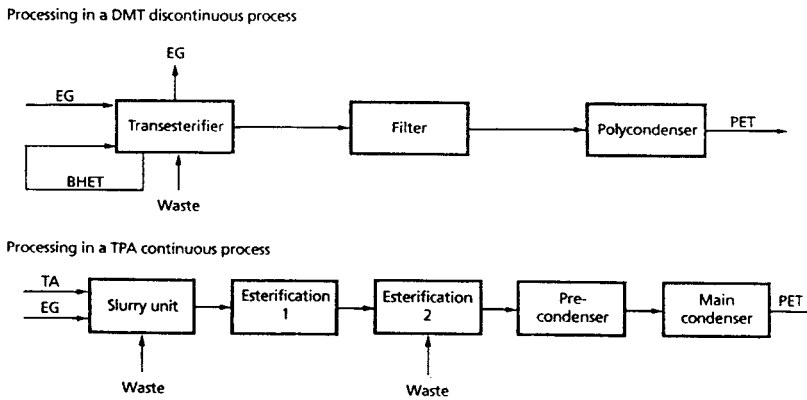 Processing in a DMT discontinuous process
EG
EG
Transesterifier
Filter
Polycondenser
PET
BHET
Waste
Processing in a TPA continuous process
TA
EG
Slurry unit
Esterification
1
Esterification
2
Pre-
condenser
Main
condenser
PET
Waste
Waste